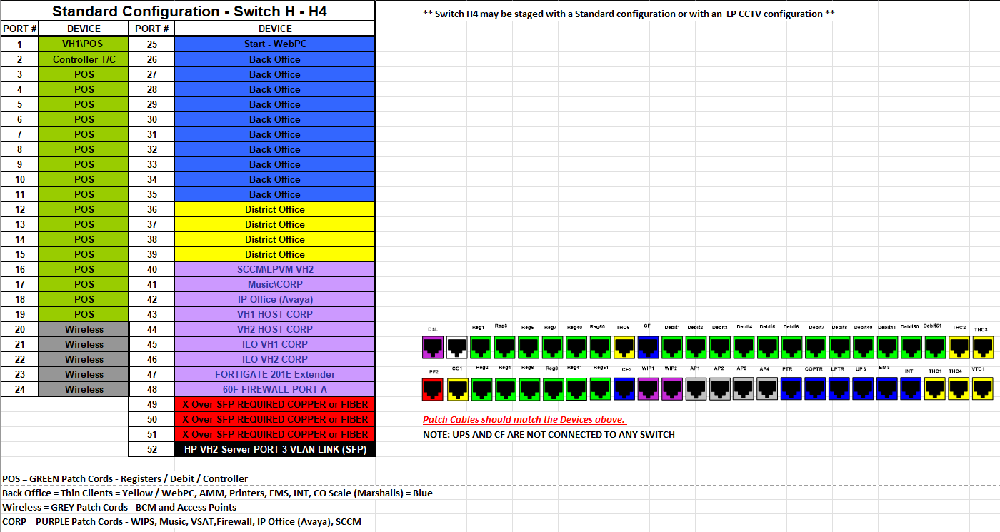 Standard Configuration - Switch H - H4
** Switch H4 may be staged with a Standard configuration or with an LP CCTV configuration **
PORT # DEVICE PORT # DEVICE
1 VH1\POS 25 Start - WebPC
2 Controller T/C 26 Back Office
3 POS 27 Back Office
4 POS 28 Back Office
5 POS 29 Back Office
6 POS 30 Back Office
7 POS 31 Back Office
8 POS 32 Back Office
9 POS 33 Back Office
10 POS 34 Back Office
11 POS 35 Back Office
12 POS 36 District Office
13 POS 37 District Office
14 POS 38 District Office
15 POS 39 District Office
16 POS 40 SCCM\LPVM-VH2
17 POS 41 Music\CORP
18 POS 42 IP Office (Avaya)
19 POS 43 VH1-HOST-CORP
20 Wireless 44 VH2-HOST-CORP
21 Wireless 45 ILO-VH1-CORP
22 Wireless 46 ILO-VH2-CORP
23 Wireless 47 FORTIGATE 201E Extender
24 Wireless 48 60F FIREWALL PORT A
49 X-Over SFP REQUIRED COPPER or FIBER
50 X-Over SFP REQUIRED COPPER or FIBER
51 X-Over SFP REQUIRED COPPER or FIBER
52 HP VH2 Server PORT 3 VLAN LINK (SFP)
DSL Reg1 Reg3 Reg5 Reg7 Reg40 Reg50 THC6 CF Debit1 Debit2 Debit3 Debit4 Debit5 Debit6 Debit7 Debit8 Debit40 Debit41 Debit50 Debit51 THC2 THC3
PF2 CO1 Reg2 Reg4 Reg6 Reg8 Reg41 Reg51 CF2 WIP1 WIP2 AP1 AP2 AP3 AP4 PTR COPTR LPTR UPS EMS INT THC1 THC4 VTC1
Patch Cables should match the Devices above.
NOTE: UPS AND CF ARE NOT CONNECTED TO ANY SWITCH
POS = GREEN Patch Cords - Registers / Debit / Controller
Back Office = Thin Clients = Yellow / WebPC, AMM, Printers, EMS, INT, CO Scale (Marshalls) = Blue
Wireless = GREY Patch Cords - BCM and Access Points
CORP = PURPLE Patch Cords - WIPS, Music, VSAT,Firewall, IP Office (Avaya), SCCM